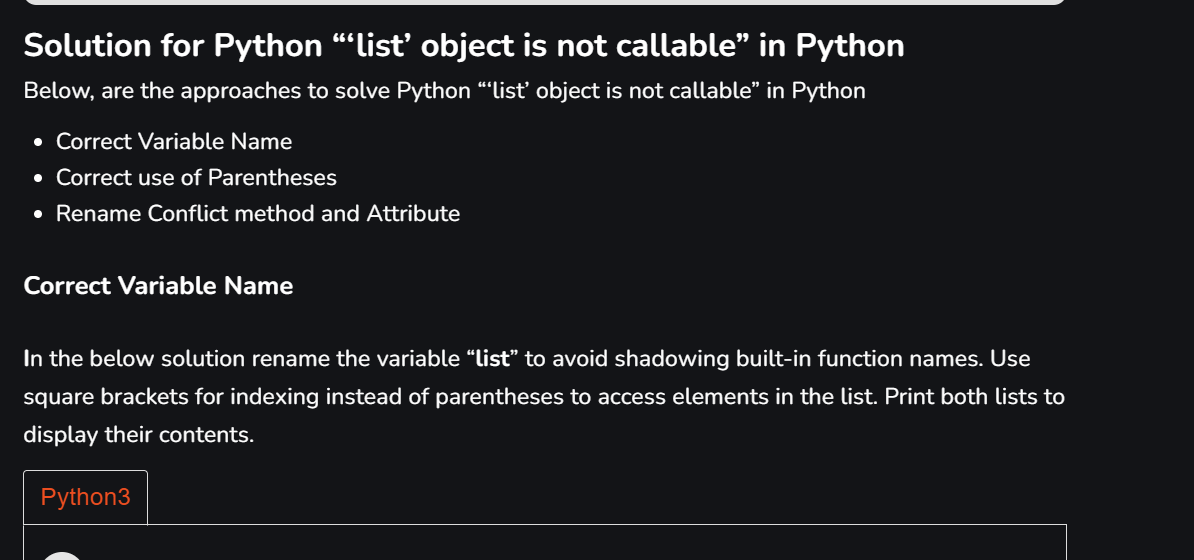 Solution for Python “‘list’ object is not callable” in Python
Below, are the approaches to solve Python “‘list’ object is not callable” in Python
Correct Variable Name
Correct use of Parentheses
Rename Conflict method and Attribute
Correct Variable Name
In the below solution rename the variable “list” to avoid shadowing built-in function names. Use
square brackets for indexing instead of parentheses to access elements in the list. Print both lists to
display their contents.
Python3